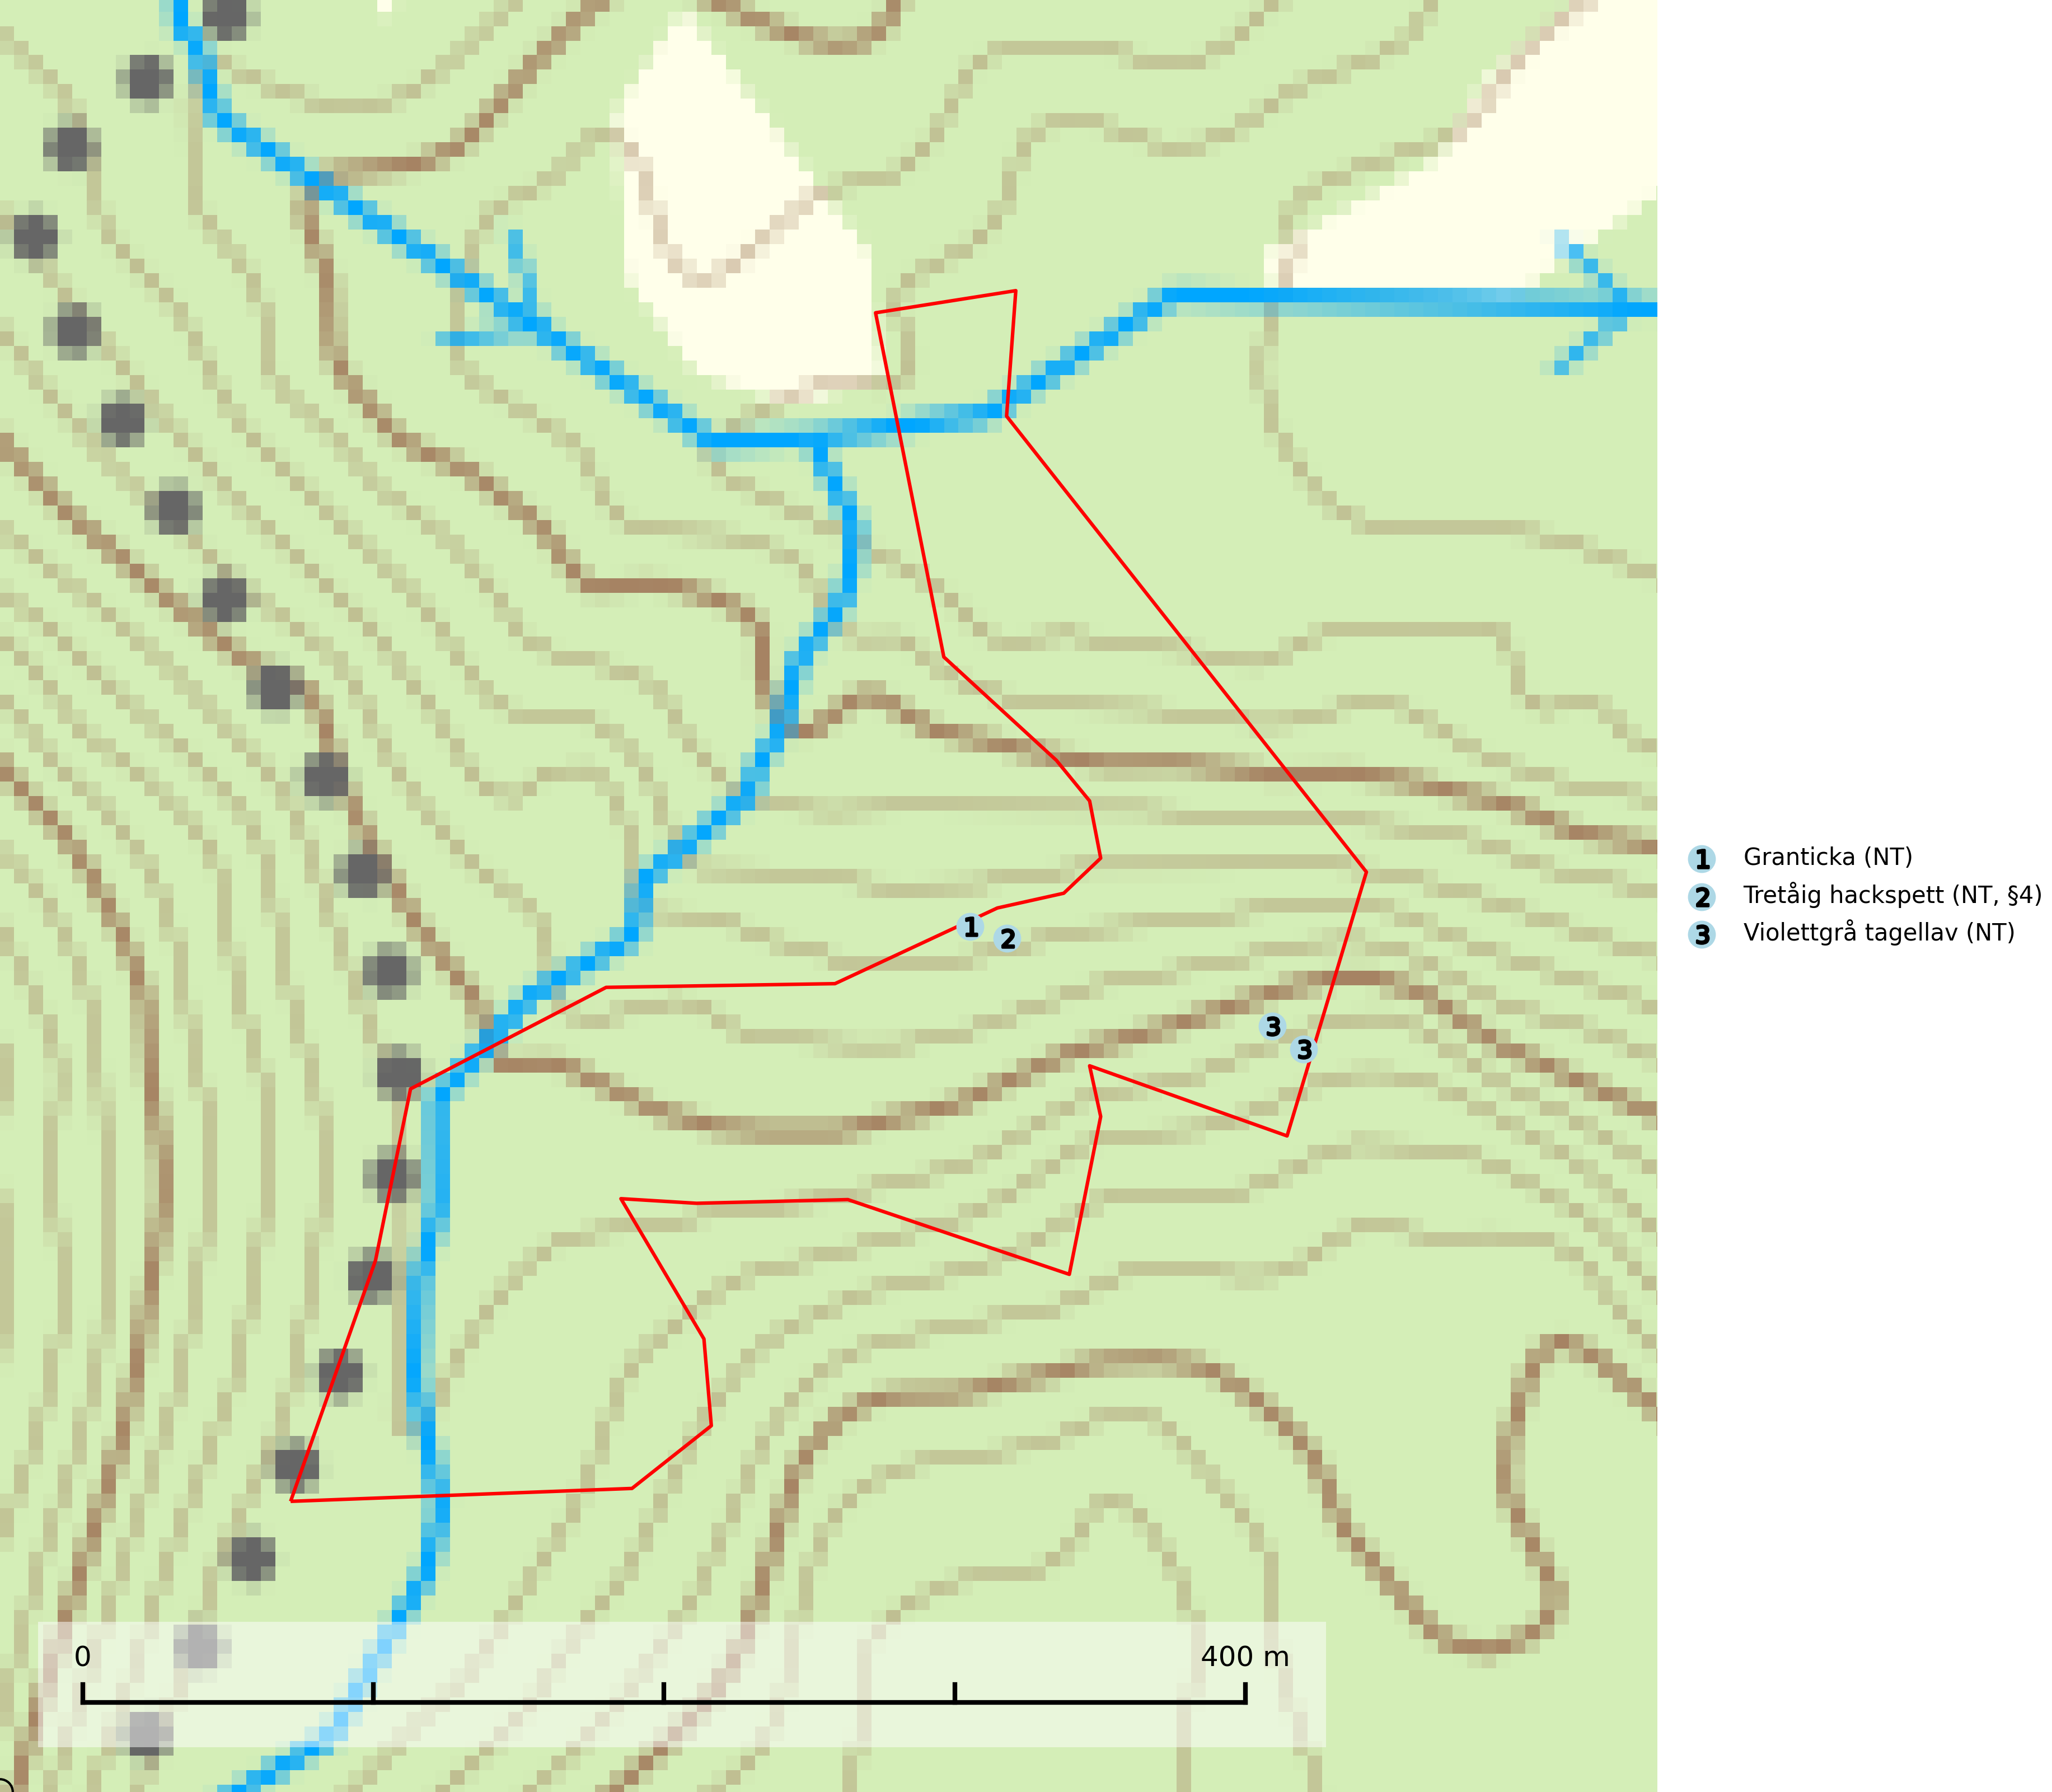 1
2
3
3
1 Granticka (NT)
2 Tretåig hackspett (NT, §4)
3 Violettgrå tagellav (NT)
0 400 m